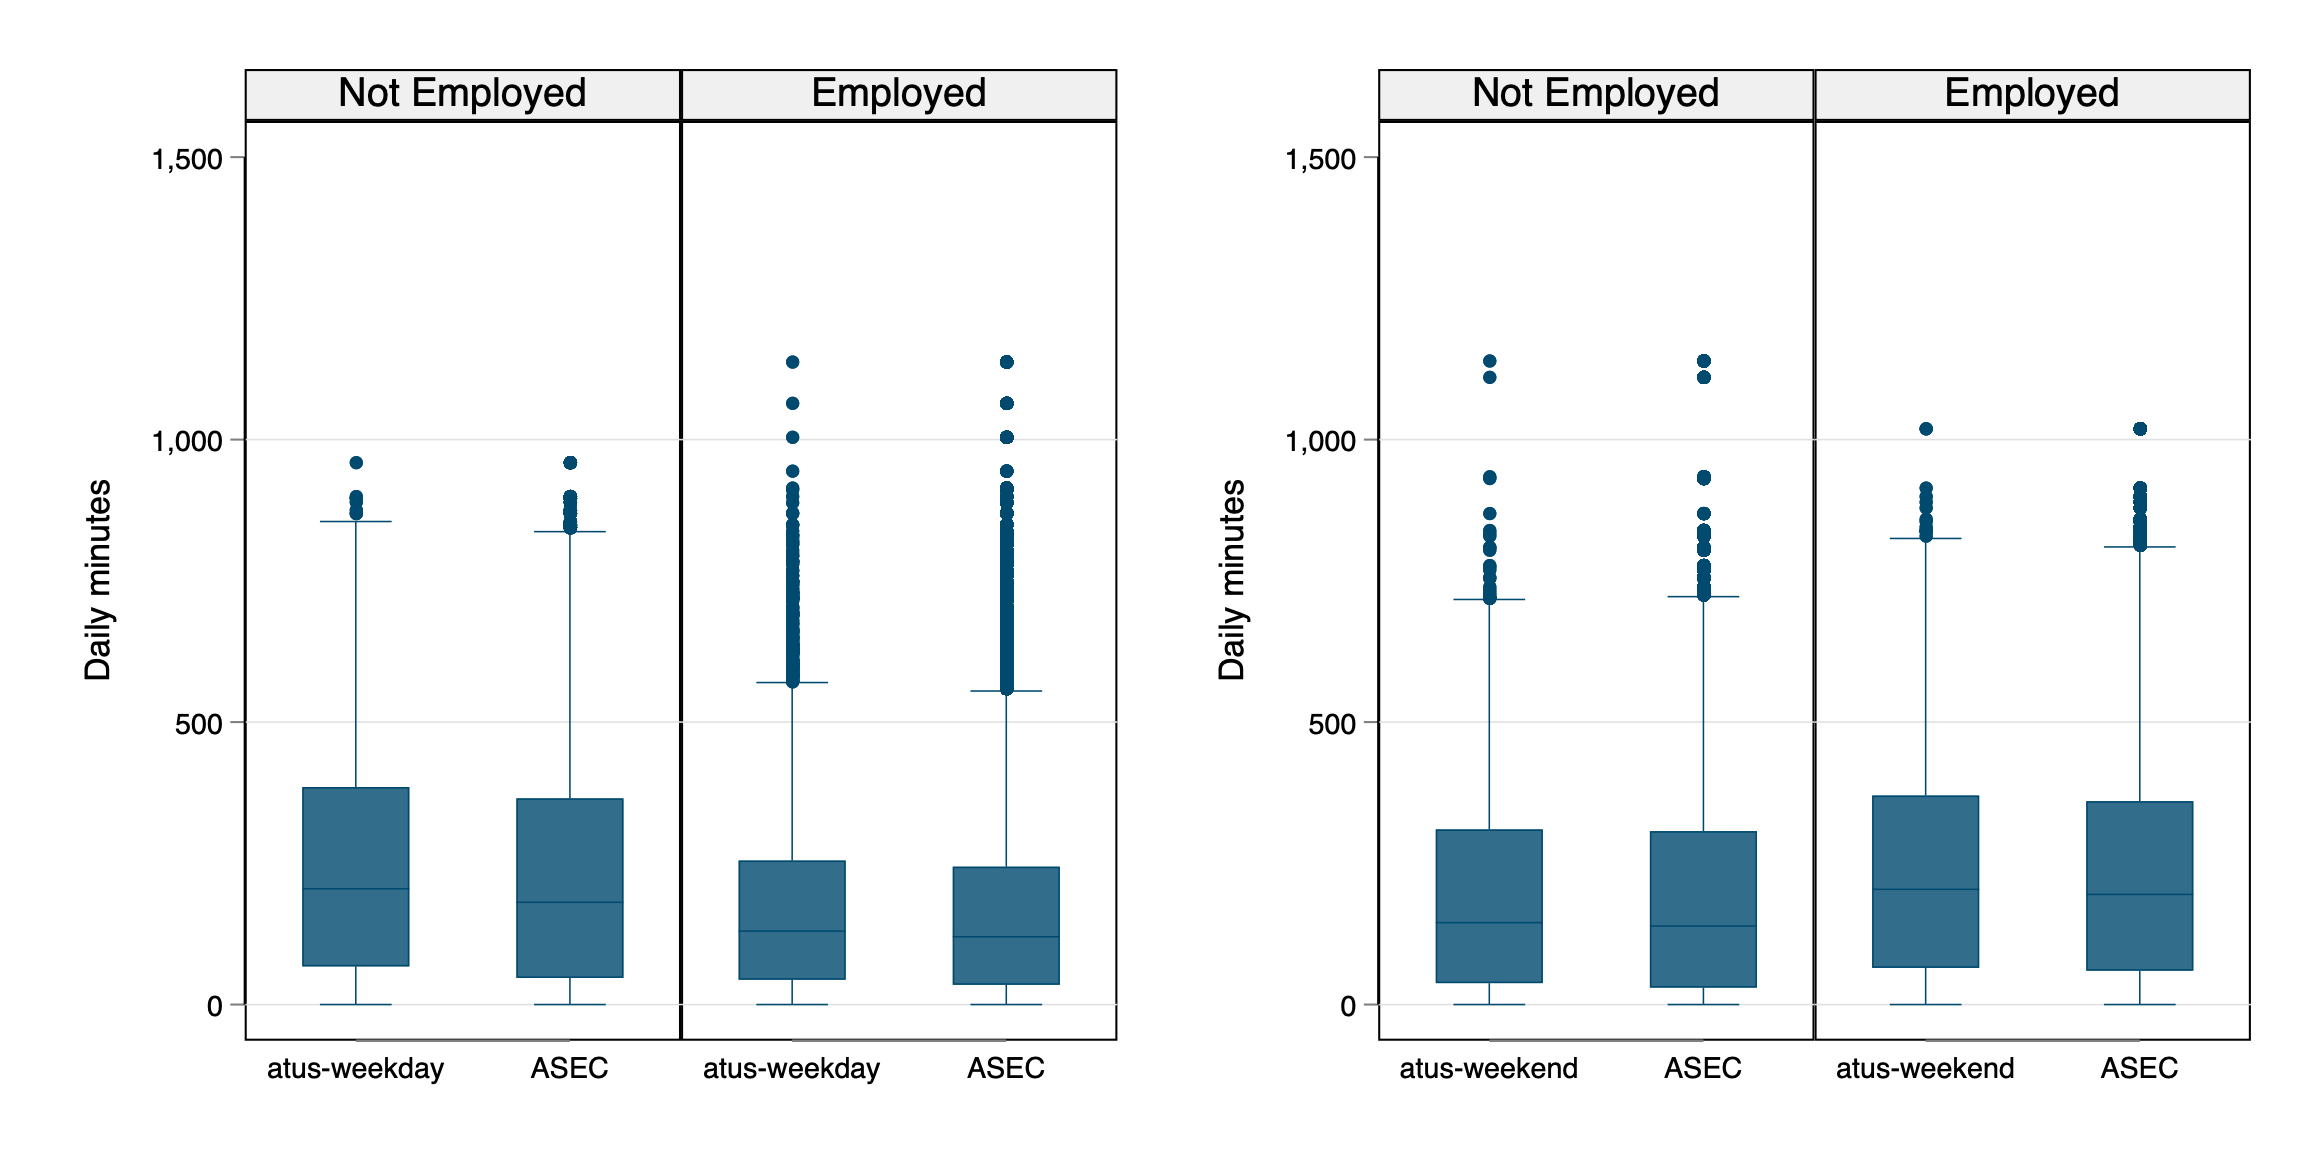 Not Employed
Employed
1,500
1,000
500
0
Daily minutes
atus-weekday
ASEC
atus-weekday
ASEC
Not Employed
Employed
1,500
1,000
500
0
Daily minutes
atus-weekend
ASEC
atus-weekend
ASEC